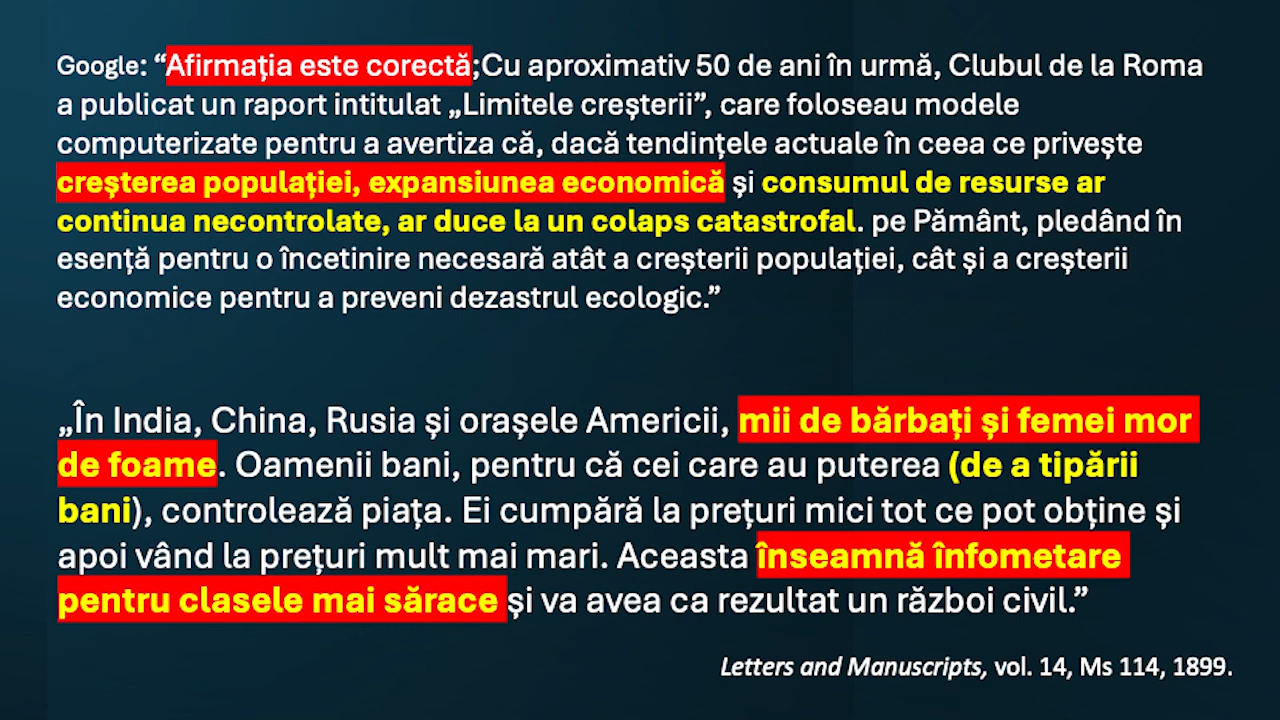 Google: “Afirmația este corectă;Cu aproximativ 50 de ani în urmă, Clubul de la Roma
a publicat un raport intitulat „Limitele creșterii”, care foloseau modele
computerizate pentru a avertiza că, dacă tendințele actuale în ceea ce privește
creșterea populației, expansiunea economică și consumul de resurse ar
continua necontrolate, ar duce la un colaps catastrofal. pe Pământ, pledând în
esență pentru o încetinire necesară atât a creșterii populației, cât și a creșterii
economice pentru a preveni dezastrul ecologic.”
„În India, China, Rusia și orașele Americii, mii de bărbați și femei mor
de foame. Oamenii bani, pentru că cei care au puterea (de a tipării
bani), controlează piața. Ei cumpără la prețuri mici tot ce pot obține și
apoi vând la prețuri mult mai mari. Aceasta înseamnă înfometare
pentru clasele mai sărace și va avea ca rezultat un război civil.”
Letters and Manuscripts, vol. 14, Ms 114, 1899.